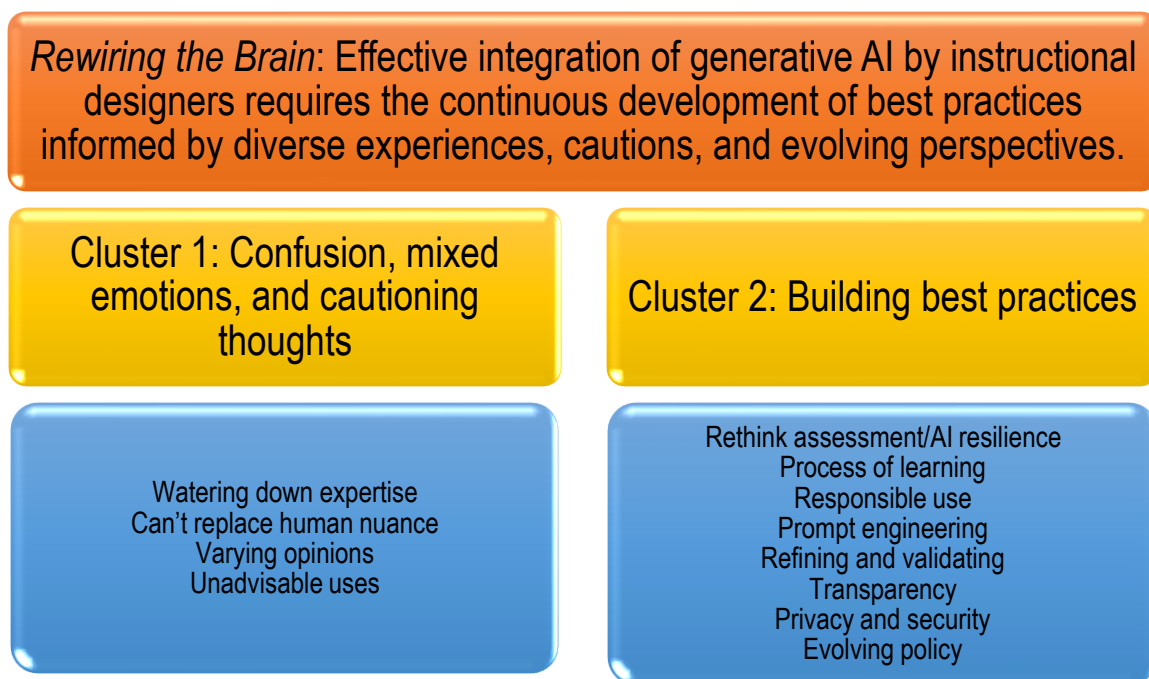 Rewiring the Brain: Effective integration of generative AI by instructional
designers requires the continuous development of best practices
informed by diverse experiences, cautions, and evolving perspectives.
Cluster 1: Confusion, mixed
emotions, and cautioning
thoughts
Cluster 2: Building best practices
Watering down expertise
Can’t replace human nuance
Varying opinions
Unadvisable uses
Rethink assessment/AI resilience
Process of learning
Responsible use
Prompt engineering
Refining and validating
Transparency
Privacy and security
Evolving policy